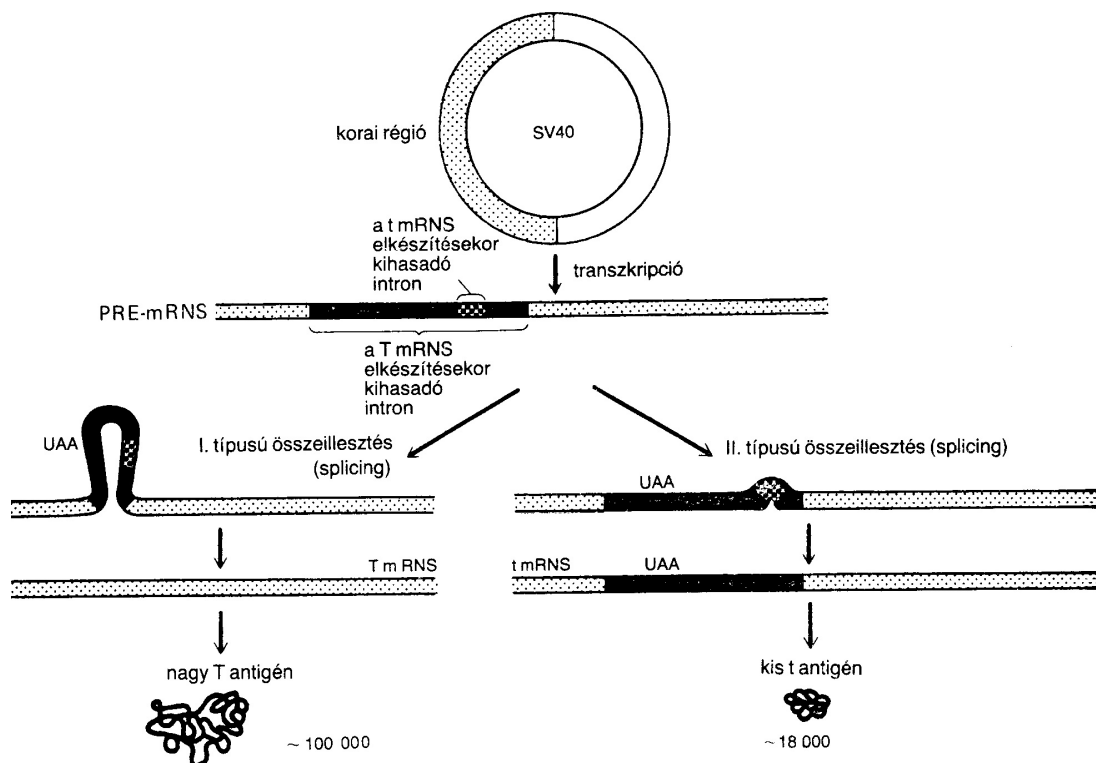 korai régió
SV40
a t mRNS
elkészítésekor
kihasadó
intron
transzkripció
PRE-mRNS
a T mRNS
elkészítésekor
kihasadó
intron
UAA
I. típusú összeillesztés
(splicing)
II. típusú összeillesztés (splicing)
UAA
T m RNS
t mRNS
UAA
nagy T antigén
kis t antigén
~ 100 000
~ 18 000